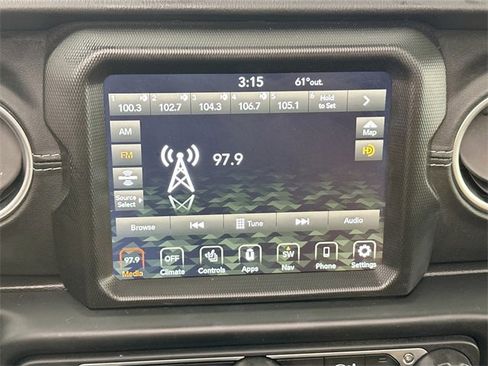 3:15 61° out.
1 2 3 4 5 6 Hold
100.3 102.7 104.3 106.7 105.1 to Set
AM
Map
FM
HD
97.9
Source
Select
Browse Tune Audio
97.9 OFF SW
Media Climate Controls Apps Nav Phone Settings